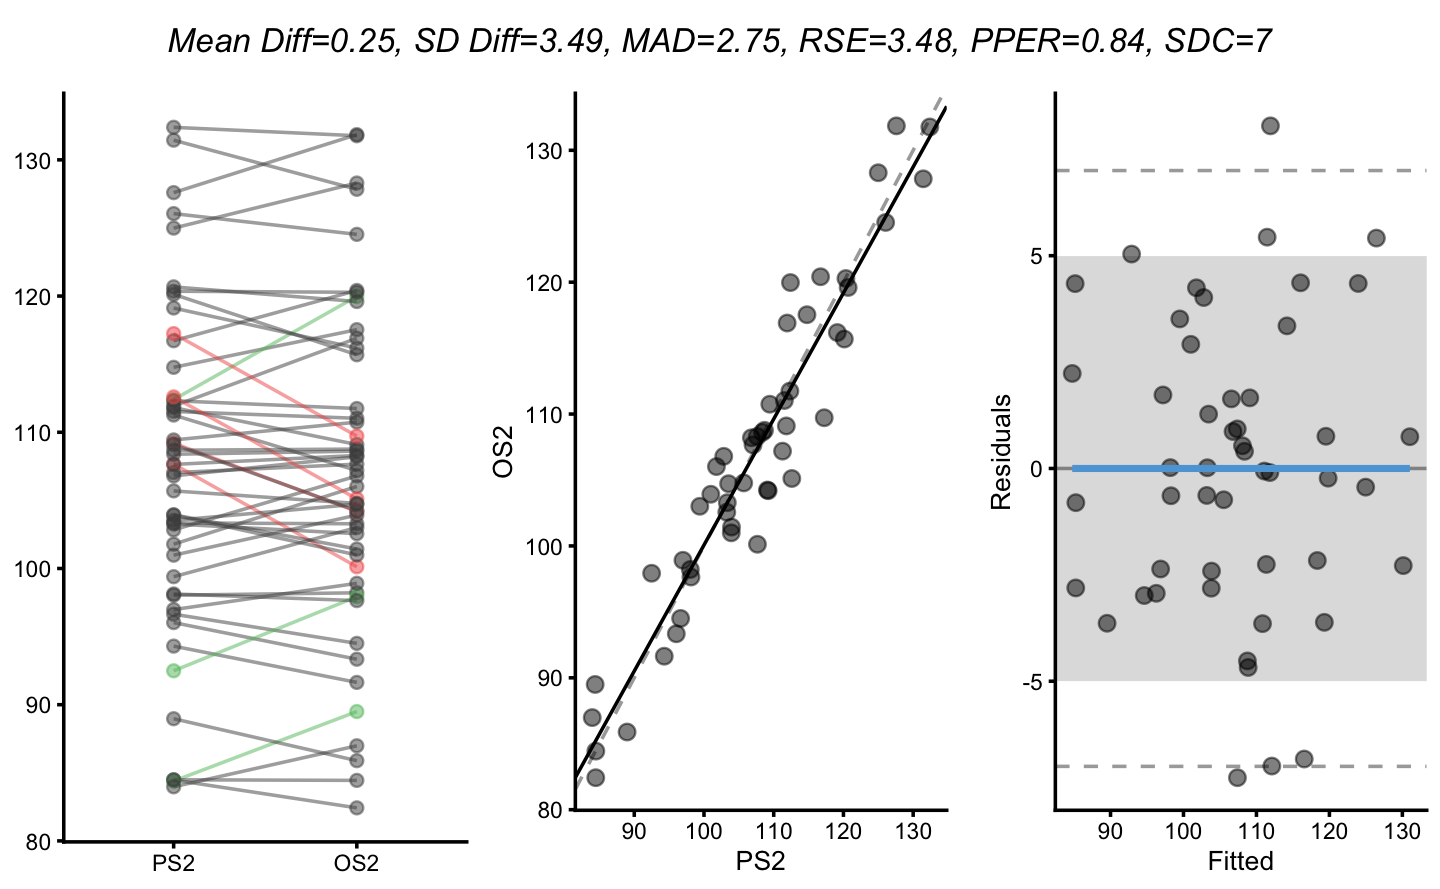 Mean Diff=0.25, SD Diff=3.49, MAD=2.75, RSE=3.48, PPER=0.84, SDC=7
130
120
110
100
90
80
PS2 OS2
OS2
130
120
110
100
90
80
90 100 110 120 130
PS2
Residuals
5
0
-5
90 100 110 120 130
Fitted